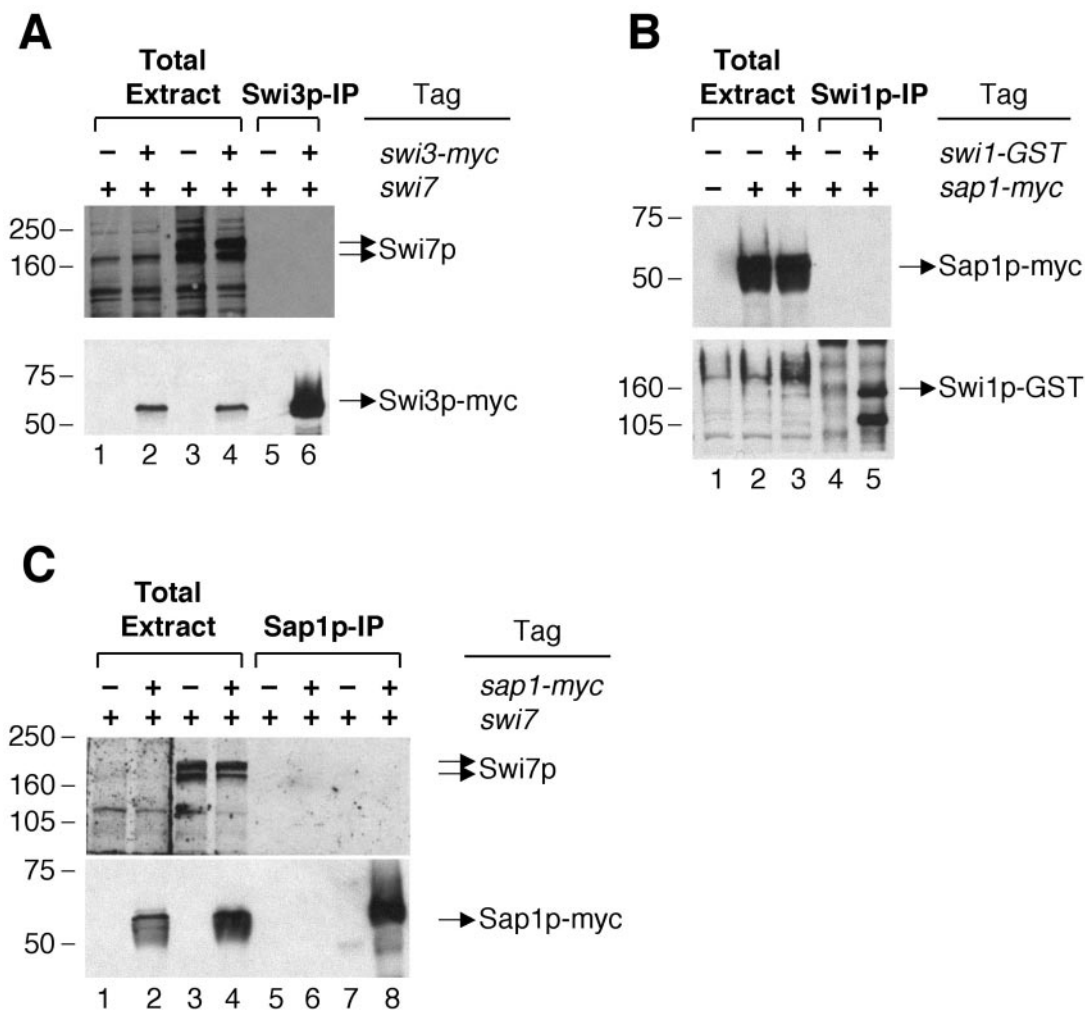 A
Total
Extract Swi3p-IP Tag
– + – + – + swi3-myc
+ + + + + + swi7
250 –
160 –
Swi7p
75 –
50 –
Swi3p-myc
1 2 3 4 5 6
B
Total
Extract Swi1p-IP Tag
– – + – + swi1-GST
– + + + + sap1-myc
75 –
50 –
Sap1p-myc
160 –
105 –
Swi1p-GST
1 2 3 4 5
C
Total
Extract Sap1p-IP Tag
– + – + – + – + sap1-myc
+ + + + + + + + swi7
250 –
160 –
105 –
Swi7p
75 –
50 –
Sap1p-myc
1 2 3 4 5 6 7 8